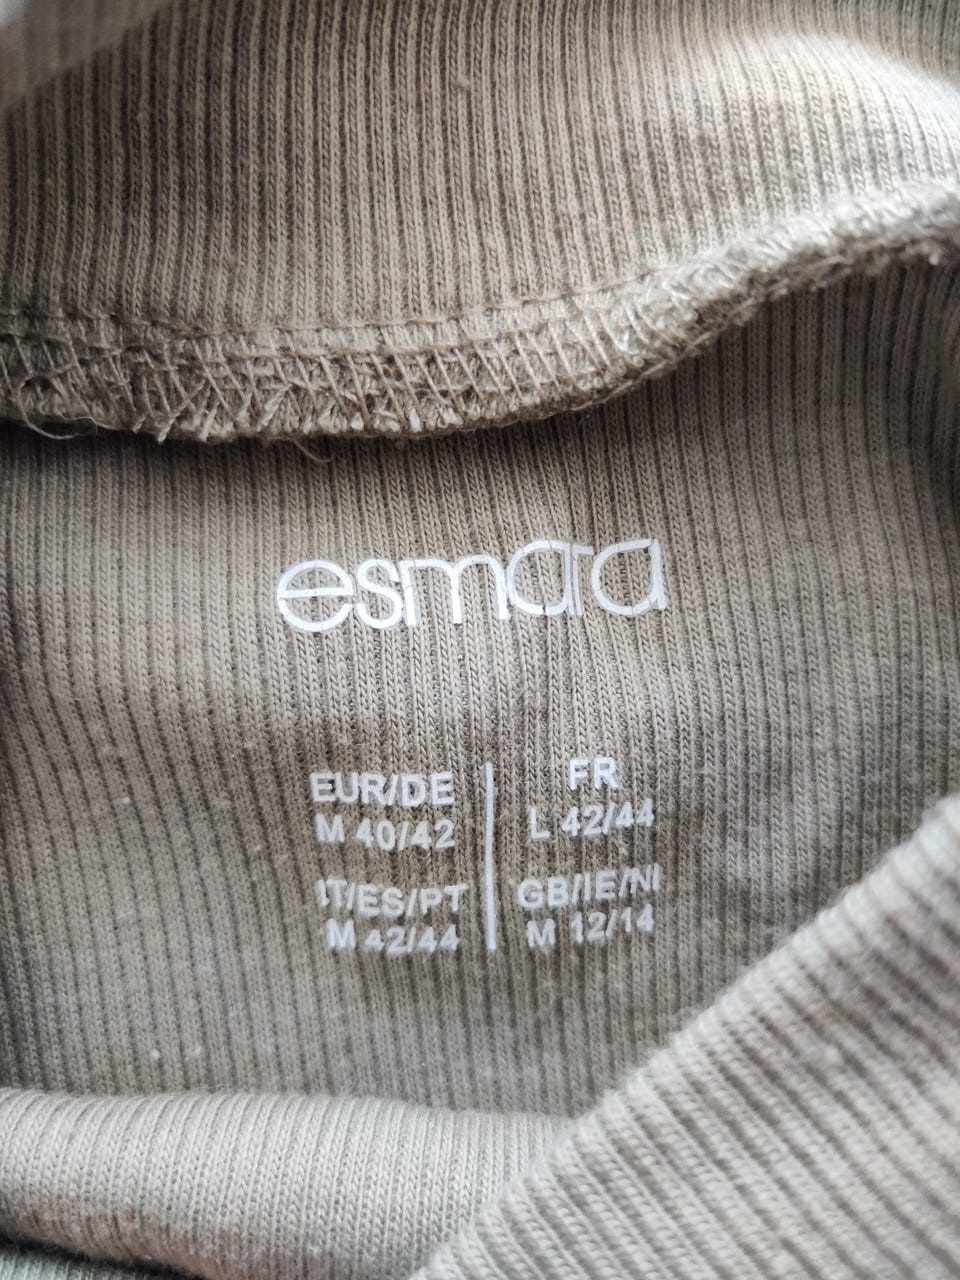 esmara
EUR/DE
M 40/42
FR
L 42/44
IT/ES/PT
M 42/44
GB/IE/NI
M 12/14